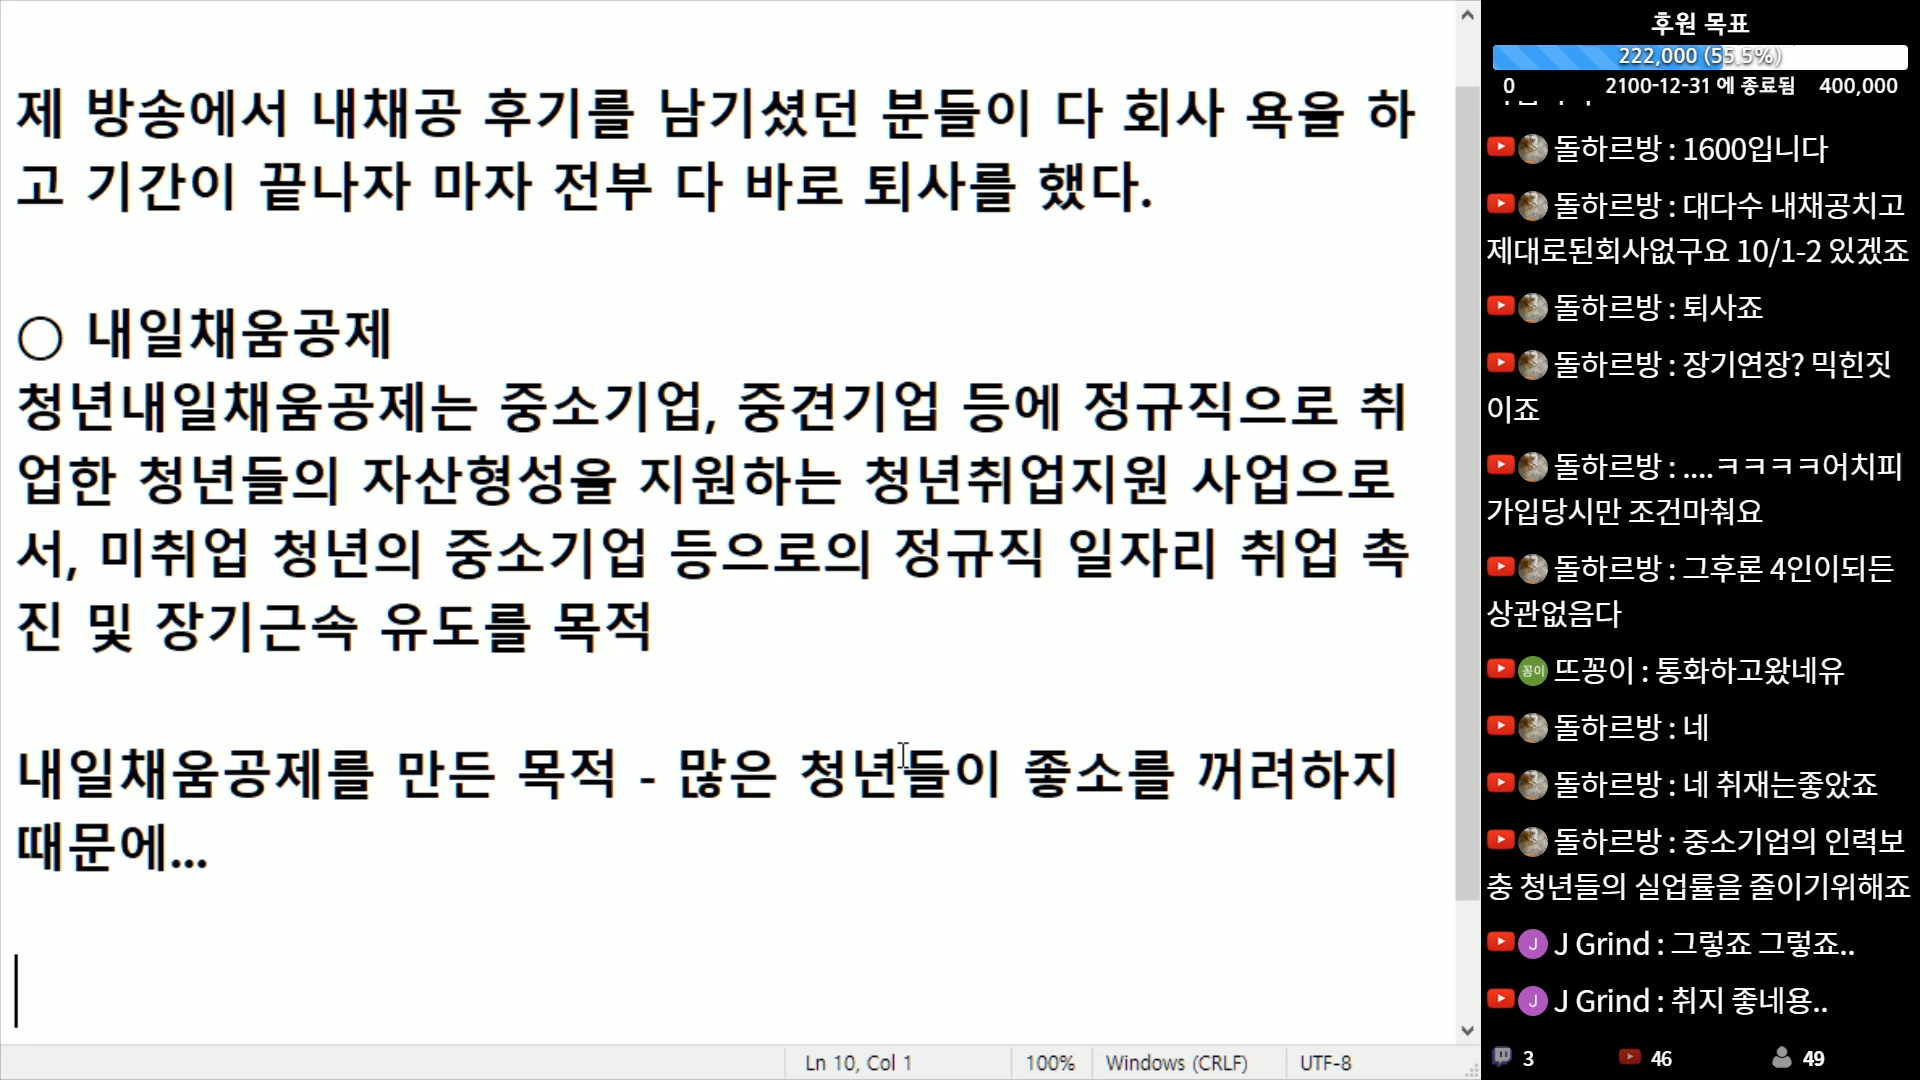 제 방송에서 내채공 후기를 남기셨던 분들이 다 회사 욕을 하
고 기간이 끝나자 마자 전부 다 바로 퇴사를 했다.
○ 내일채움공제
청년내일채움공제는 중소기업, 중견기업 등에 정규직으로 취
업한 청년들의 자산형성을 지원하는 청년취업지원 사업으로
서, 미취업 청년의 중소기업 등으로의 정규직 일자리 취업 촉
진 및 장기근속 유도를 목적
내일채움공제를 만든 목적 - 많은 청년들이 좋소를 꺼려하지
때문에...
Ln 10, Col 1
100%
Windows (CRLF)
UTF-8
후원 목표
222,000 (55.5%)
0 2100-12-31 에 종료됨 400,000
돌하르방 : 1600입니다
돌하르방 : 대다수 내채공치고
제대로된회사없구요 10/1-2 있겠죠
돌하르방 : 퇴사죠
돌하르방 : 장기연장? 믹힌짓
이죠
돌하르방 : ....ㅋㅋㅋㅋ어치피
가입당시만 조건마춰요
돌하르방 : 그후론 4인이되든
상관없음다
꽁이 뜨꽁이 : 통화하고왔네유
돌하르방 : 네
돌하르방 : 네 취재는좋았죠
돌하르방 : 중소기업의 인력보
충 청년들의 실업률을 줄이기위해죠
J J Grind : 그렇죠 그렇죠..
J J Grind : 취지 좋네용..
3 46 49